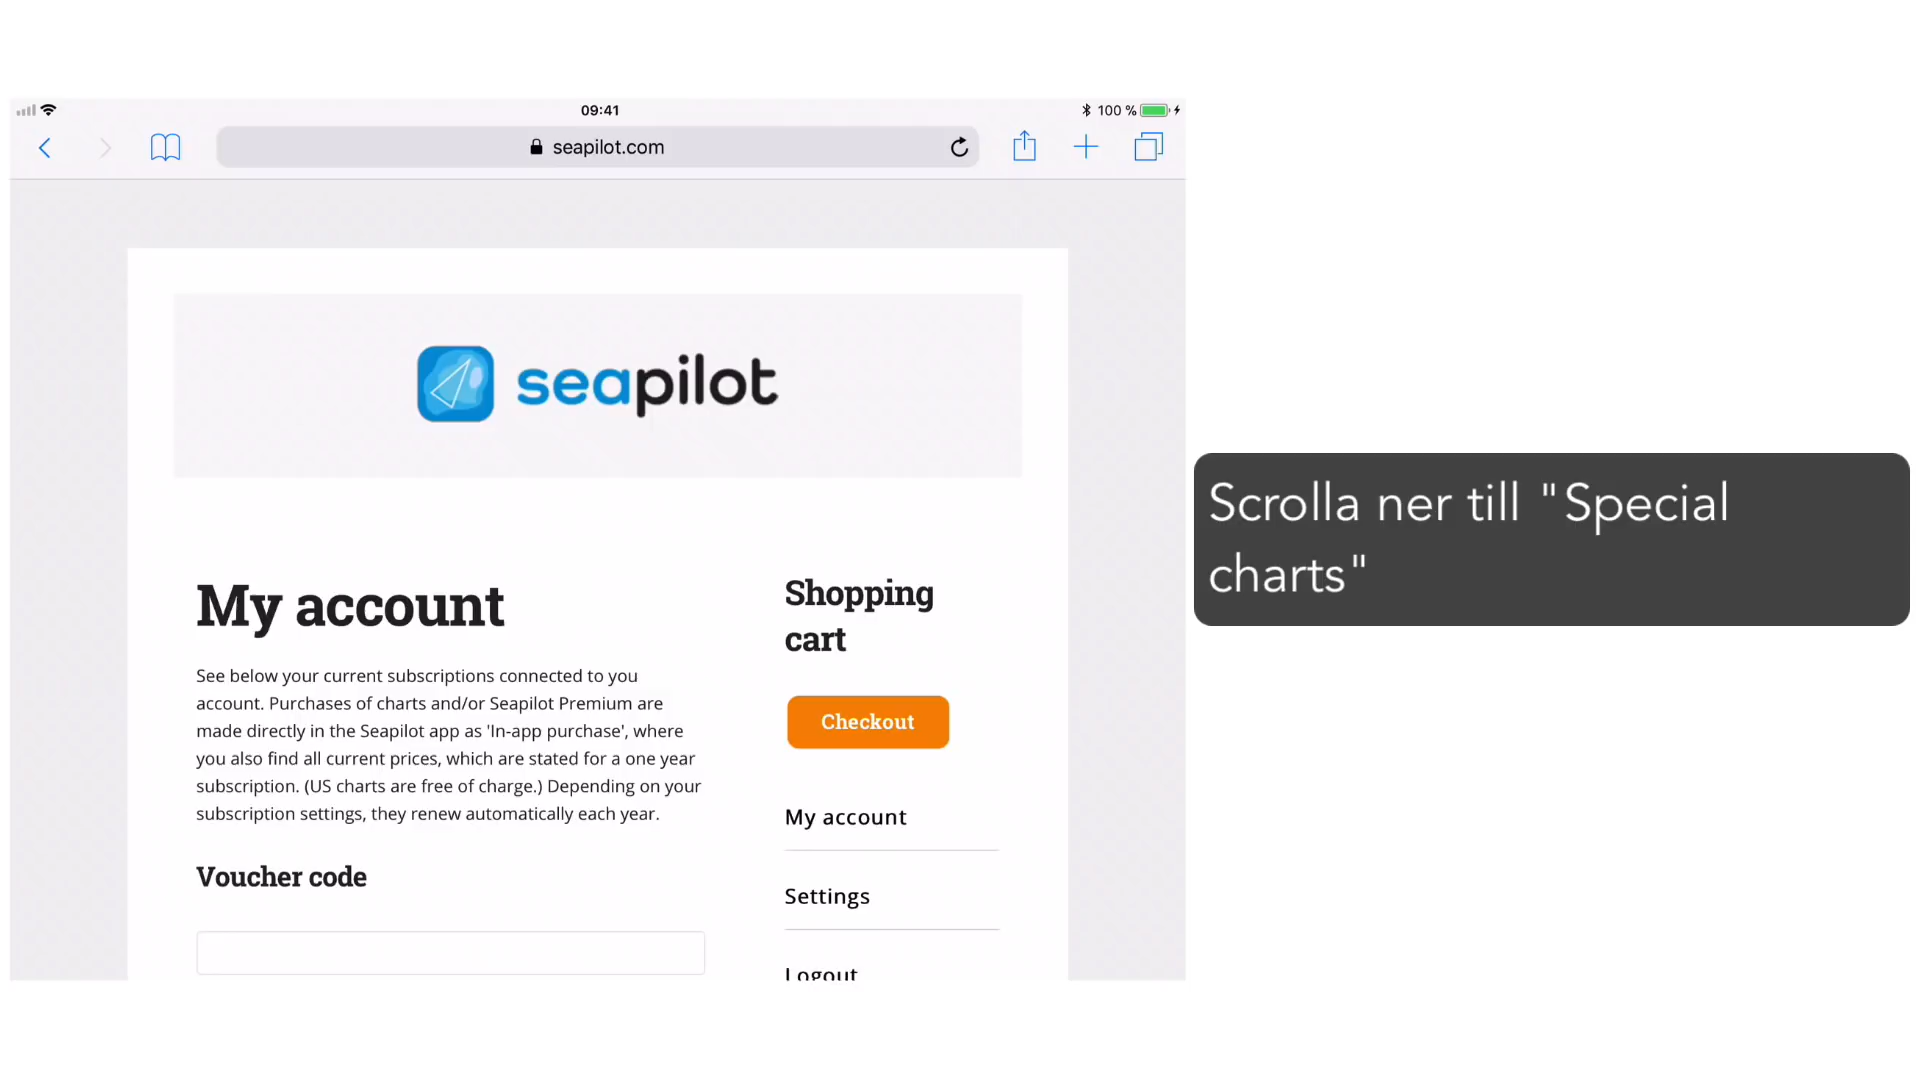 09:41
100 %
seapilot.com
seapilot
My account
See below your current subscriptions connected to you
account. Purchases of charts and/or Seapilot Premium are
made directly in the Seapilot app as 'In-app purchase', where
you also find all current prices, which are stated for a one year
subscription. (US charts are free of charge.) Depending on your
subscription settings, they renew automatically each year.
Voucher code
Shopping
cart
Checkout
My account
Settings
Logout
Scrolla ner till "Special
charts"